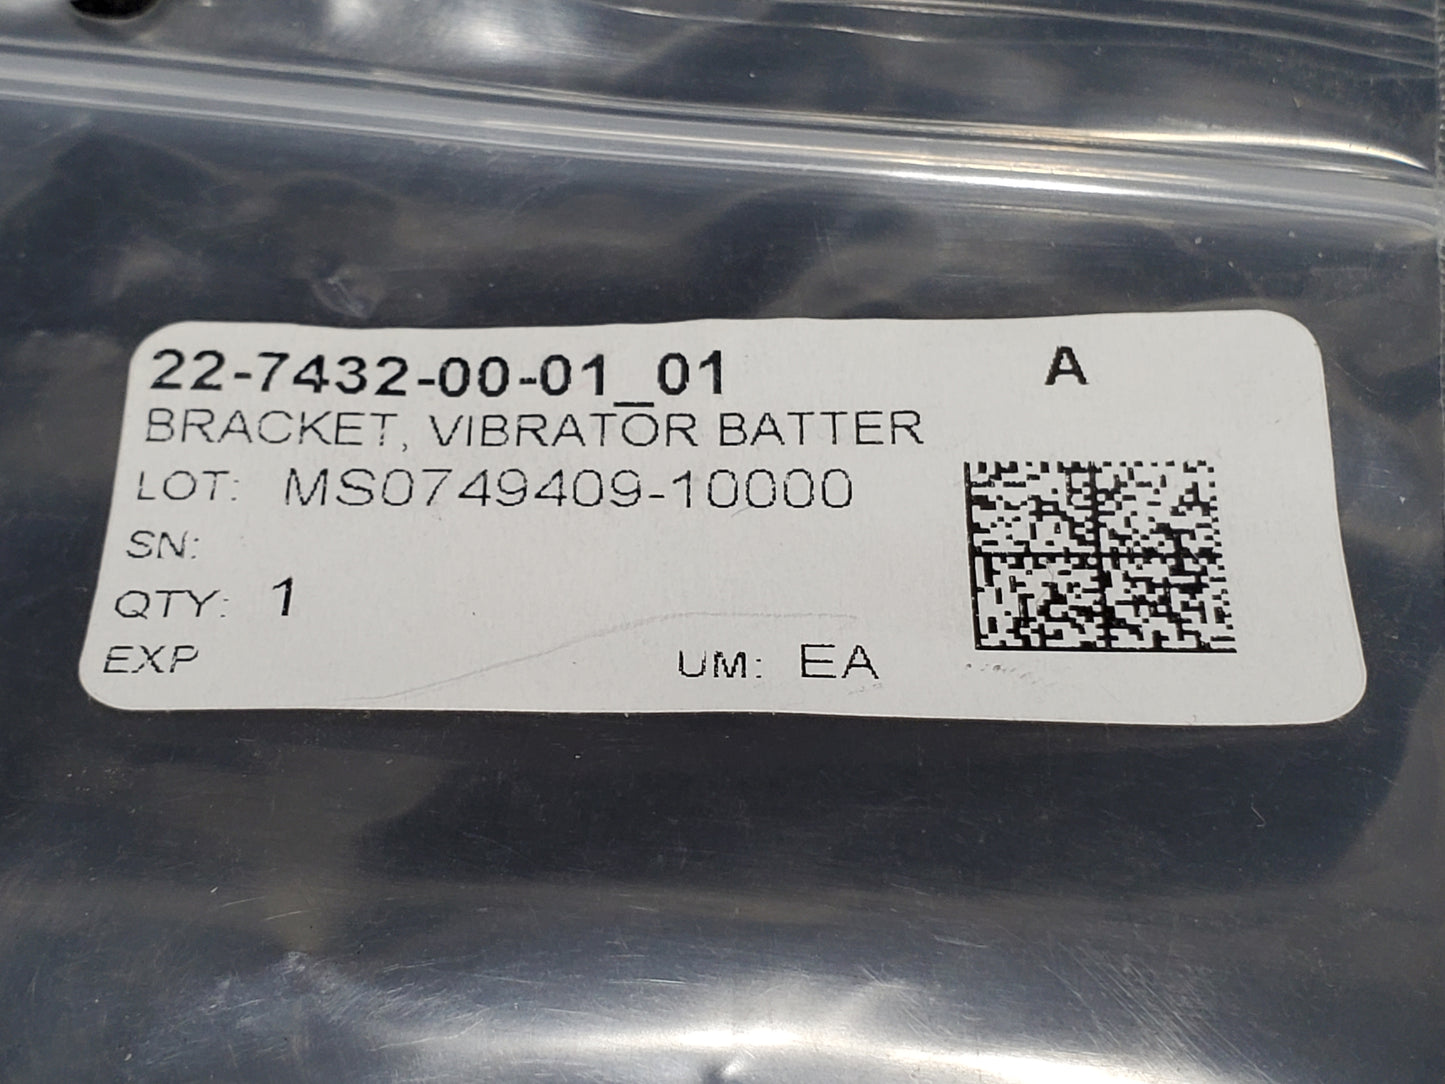 22-7432-00-01_01 A
BRACKET, VIBRATOR BATTER
LOT: MS0749409-10000
SN:
QTY: 1
EXP UM: EA